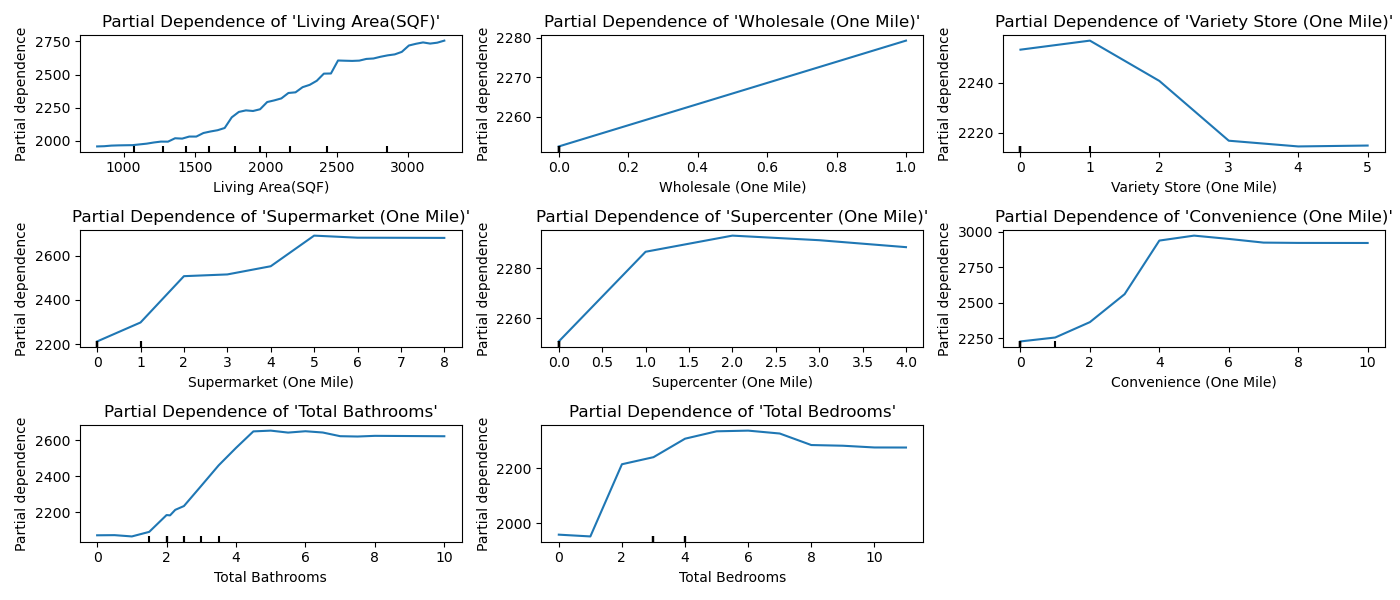 Partial Dependence of 'Living Area(SQF)'
Partial dependence
2750
2500
2250
2000
1000 1500 2000 2500 3000
Living Area(SQF)
Partial Dependence of 'Wholesale (One Mile)'
Partial dependence
2280
2270
2260
0.0 0.2 0.4 0.6 0.8 1.0
Wholesale (One Mile)
Partial Dependence of 'Variety Store (One Mile)'
Partial dependence
2240
2220
0 1 2 3 4 5
Variety Store (One Mile)
Partial Dependence of 'Supermarket (One Mile)'
Partial dependence
2600
2400
2200
0 1 2 3 4 5 6 7 8
Supermarket (One Mile)
Partial Dependence of 'Supercenter (One Mile)'
Partial dependence
2280
2260
0.0 0.5 1.0 1.5 2.0 2.5 3.0 3.5 4.0
Supercenter (One Mile)
Partial Dependence of 'Convenience (One Mile)'
Partial dependence
3000
2750
2500
2250
0 2 4 6 8 10
Convenience (One Mile)
Partial Dependence of 'Total Bathrooms'
Partial dependence
2600
2400
2200
0 2 4 6 8 10
Total Bathrooms
Partial Dependence of 'Total Bedrooms'
Partial dependence
2200
2000
0 2 4 6 8 10
Total Bedrooms